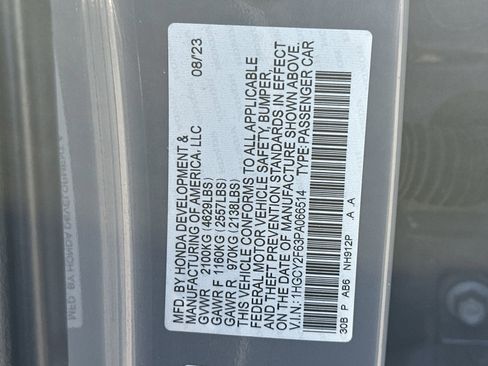 MFD BY HONDA DEVELOPMENT &
MANUFACTURING OF AMERICA, LLC 08/23
GVWR 2100KG (4629LBS)
GAWR F 1160KG (2557LBS)
GAWR R 970KG (2138LBS)
THIS VEHICLE CONFORMS TO ALL APPLICABLE
FEDERAL MOTOR VEHICLE SAFETY, BUMPER,
AND THEFT PREVENTION STANDARDS IN EFFECT
ON THE DATE OF MANUFACTURE SHOWN ABOVE.
V.I.N.: 1HGCY2F63PA066514 TYPE: PASSENGER CAR
30B P AB6 NH912P .A .A